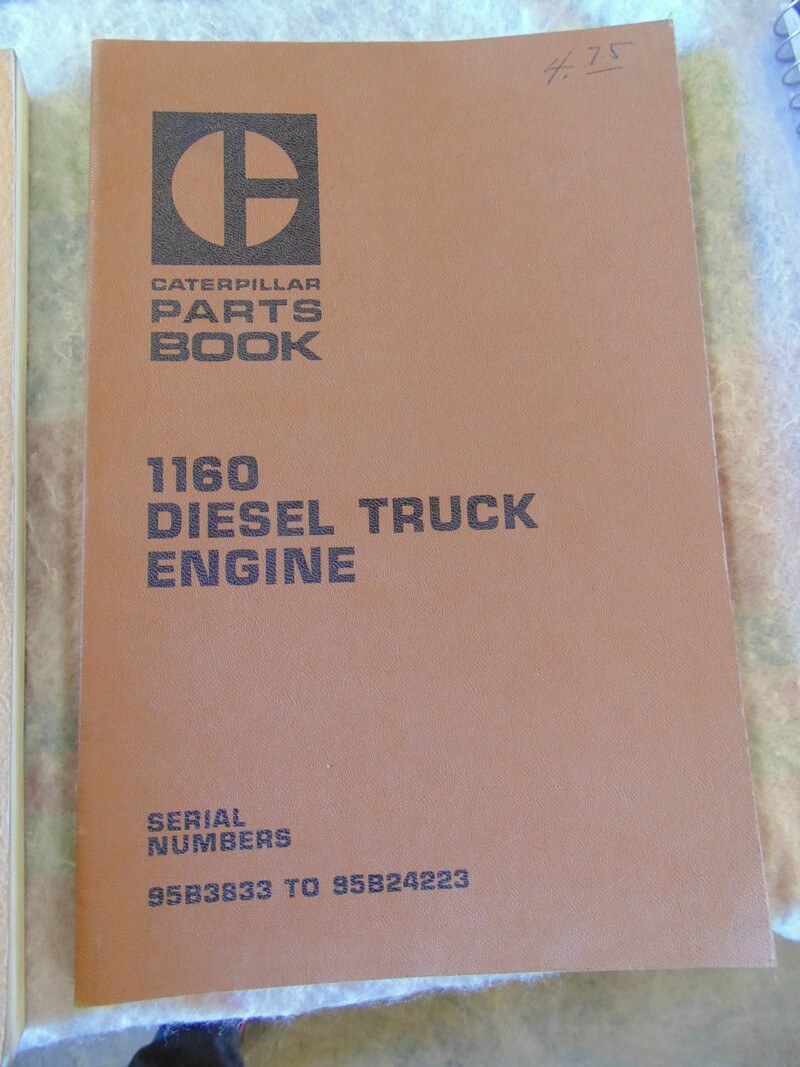 4.75
CATERPILLAR
PARTS
BOOK
1160
DIESEL TRUCK
ENGINE
SERIAL
NUMBERS
95B3833 TO 95B24223